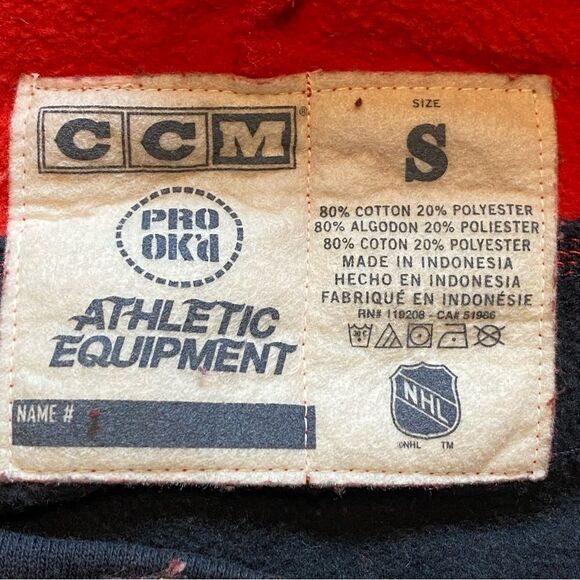 CCM®
PRO
OK'd
ATHLETIC
EQUIPMENT
NAME #
SIZE
S
80% COTTON 20% POLYESTER
80% ALGODON 20% POLIESTER
80% COTON 20% POLYESTER
MADE IN INDONESIA
HECHO EN INDONESIA
FABRIQUÉ EN INDONÉSIE
RN# 119208 - CA# 51966
NHL
©NHL TM